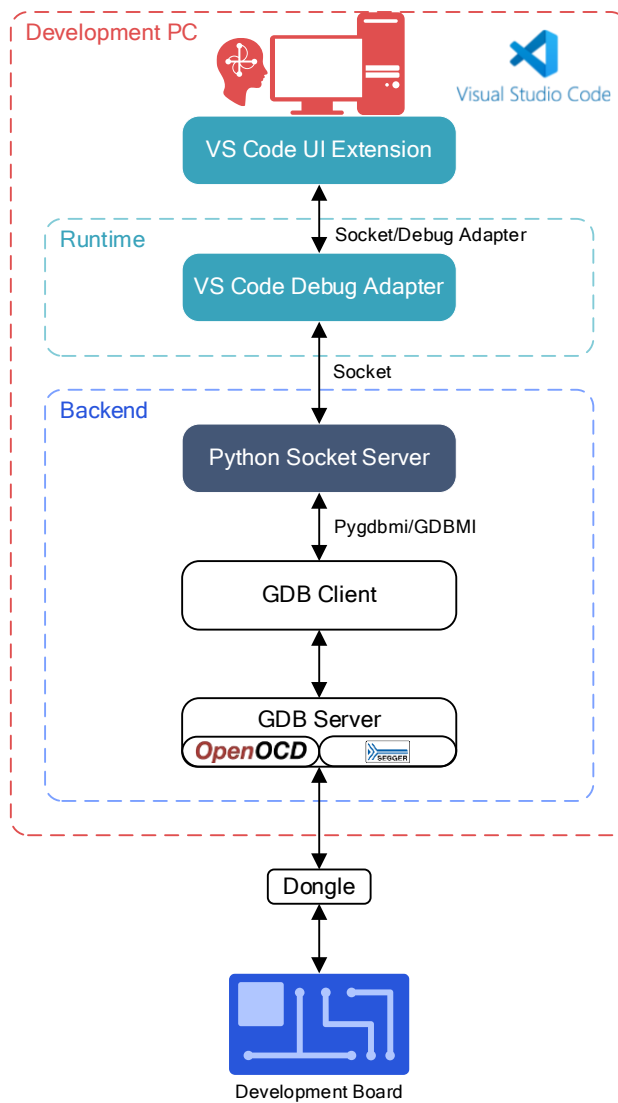 Development PC
Visual Studio Code
VS Code UI Extension
Socket/Debug Adapter
Runtime
VS Code Debug Adapter
Socket
Backend
Python Socket Server
Pygdbmi/GDBMI
GDB Client
GDB Server
OpenOCD
SEGGER
Dongle
Development Board